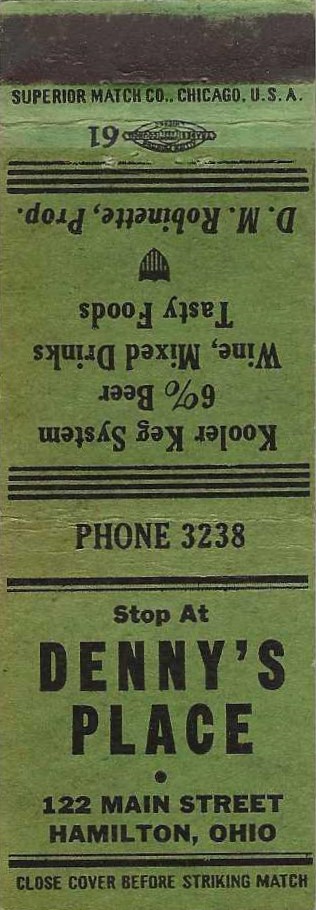 SUPERIOR MATCH CO., CHICAGO, U.S.A.
61
D. M. Robinette, Prop.
Tasty Foods
Wine, Mixed Drinks
6% Beer
Kooler Keg System
PHONE 3238
Stop At
DENNY'S
PLACE
122 MAIN STREET
HAMILTON, OHIO
CLOSE COVER BEFORE STRIKING MATCH